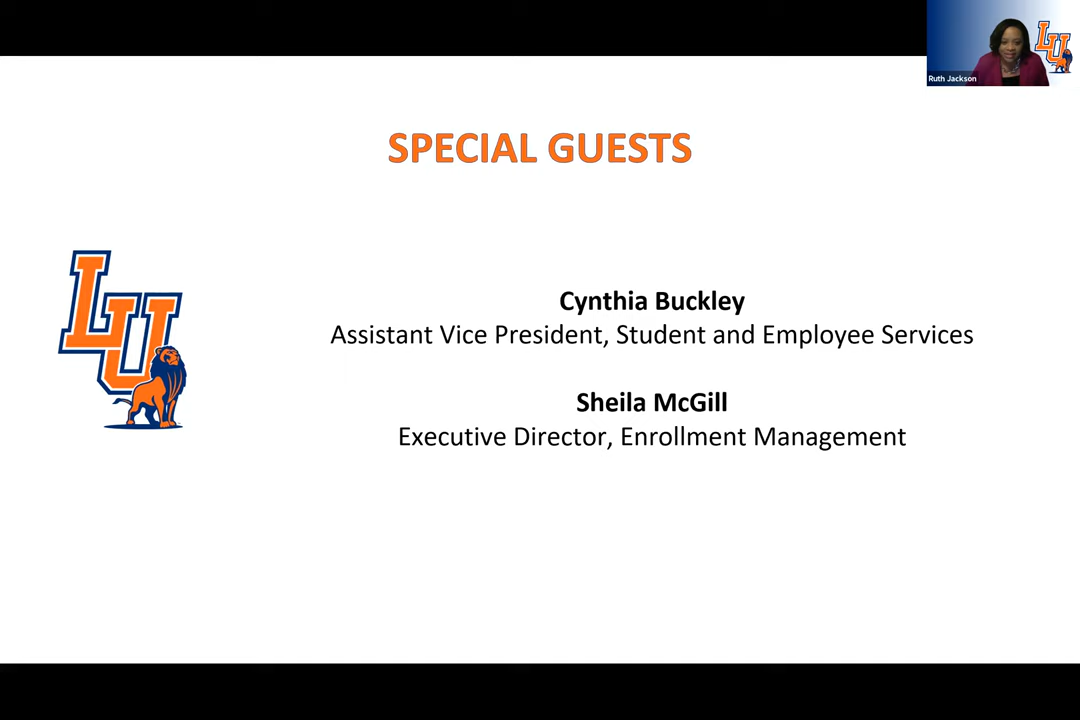 LU
Ruth Jackson
SPECIAL GUESTS
LU
Cynthia Buckley
Assistant Vice President, Student and Employee Services
Sheila McGill
Executive Director, Enrollment Management